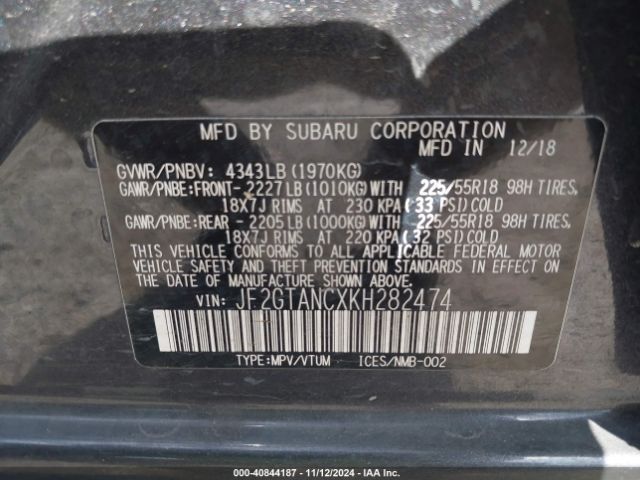 MFD BY SUBARU CORPORATION
MFD IN 12/18
GVWR/PNBV: 4343LB(1970KG)
GAWR/PNBE:FRONT-2227LB(1010KG)WITH 225/55R18 98H TIRES,
18X7J RIMS AT 230 KPA(33 PSI)COLD
GAWR/PNBE:REAR -2205LB(1000KG)WITH 225/55R18 98H TIRES,
18X7J RIMS AT 220 KPA(32 PSI)COLD
THIS VEHICLE CONFORMS TO ALL APPLICABLE FEDERAL MOTOR
VEHICLE SAFETY AND THEFT PREVENTION STANDARDS IN EFFECT
ON THE DATE OF MANUFACTURE SHOWN ABOVE.
VIN: JF2GTANCXKH282474
TYPE:MPV/VTUM ICES/NMB-002
000-40844187 - 11/12/2024 - IAA Inc.